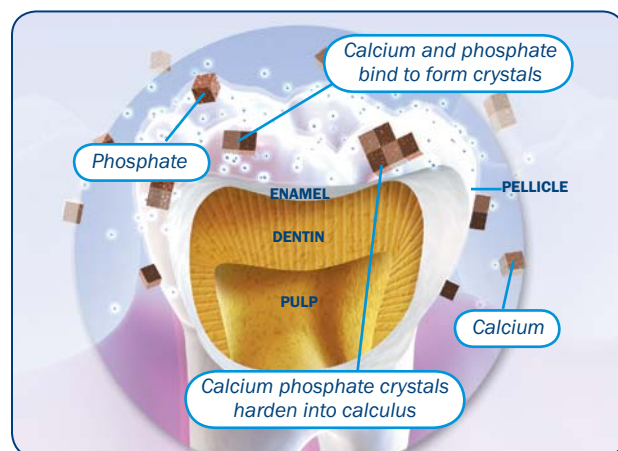 Calcium and phosphate
bind to form crystals
Phosphate
ENAMEL
PELLICLE
DENTIN
PULP
Calcium
Calcium phosphate crystals
harden into calculus